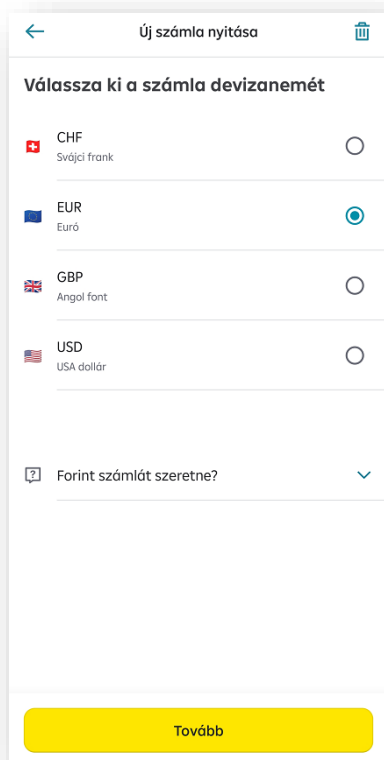 Új számla nyitása
Válassza ki a számla devizanemét
CHF
Svájci frank
EUR
Euró
GBP
Angol font
USD
USA dollár
? Forint számlát szeretne?
Tovább